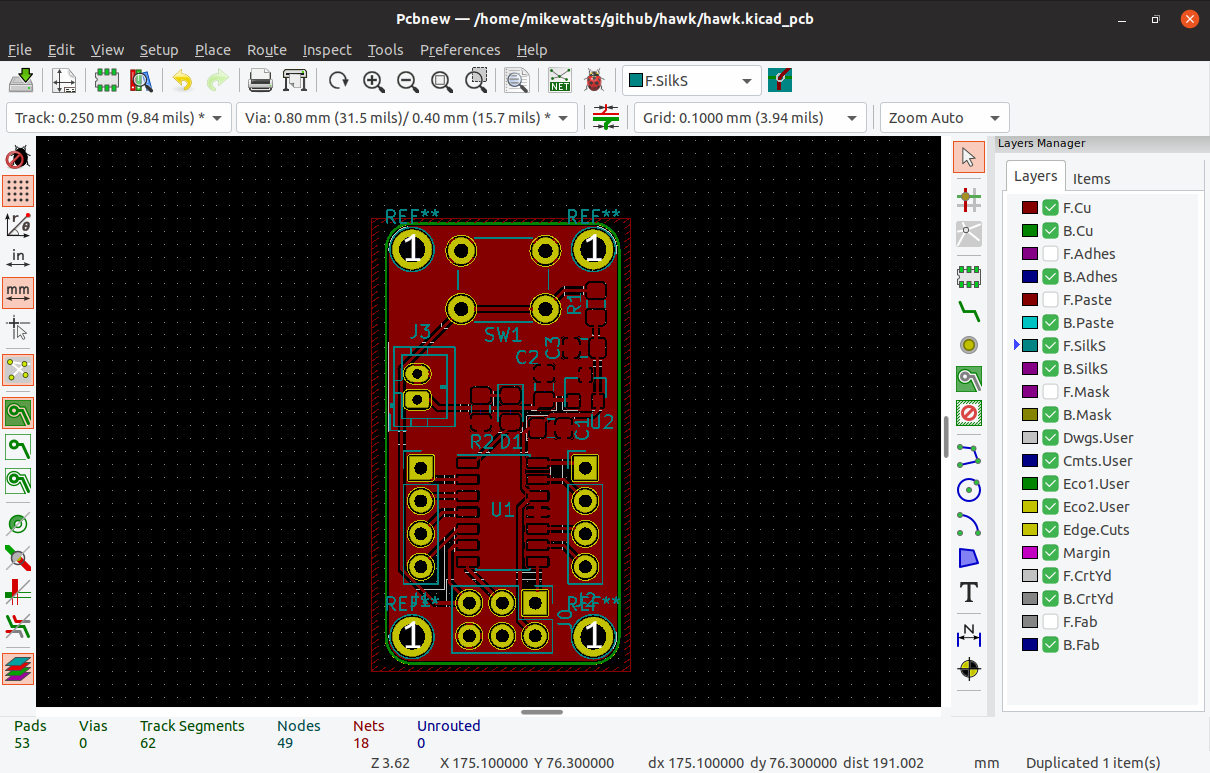 Pcbnew — /home/mikewatts/github/hawk/hawk.kicad_pcb
File Edit View Setup Place Route Inspect Tools Preferences Help
NET F.SilkS
Track: 0.250 mm (9.84 mils) * Via: 0.80 mm (31.5 mils)/ 0.40 mm (15.7 mils) * Grid: 0.1000 mm (3.94 mils) Zoom Auto
Layers Manager
Layers Items
r/θ
in
mm
T
N
REF** REF**
1 1
R1
J3 SW1
C2 C3
U2
C1
R2 D1
U1
REF** J1 REF** J2
J0
1 1
F.Cu
B.Cu
F.Adhes
B.Adhes
F.Paste
B.Paste
F.SilkS
B.SilkS
F.Mask
B.Mask
Dwgs.User
Cmts.User
Eco1.User
Eco2.User
Edge.Cuts
Margin
F.CrtYd
B.CrtYd
F.Fab
B.Fab
Pads Vias Track Segments Nodes Nets Unrouted
53 0 62 49 18 0
Z 3.62 X 175.100000 Y 76.300000 dx 175.100000 dy 76.300000 dist 191.002 mm Duplicated 1 item(s)